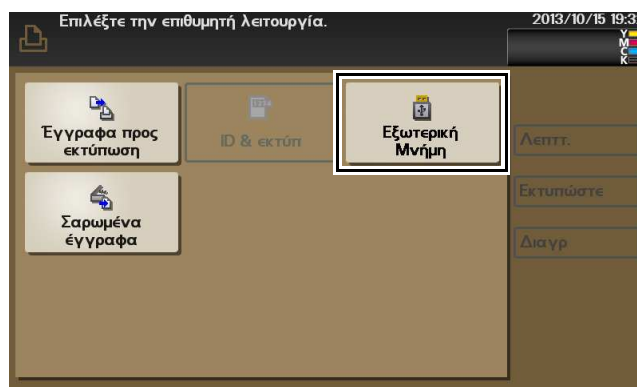 Επιλέξτε την επιθυμητή λειτουργία.
2013/10/15 19:3
Y
M
C
K
Έγγραφα προς
εκτύπωση
ID & εκτύπ
Εξωτερική
Μνήμη
Λεπττ.
Σαρωμένα
έγγραφα
Εκτυπώστε
Διαγρ